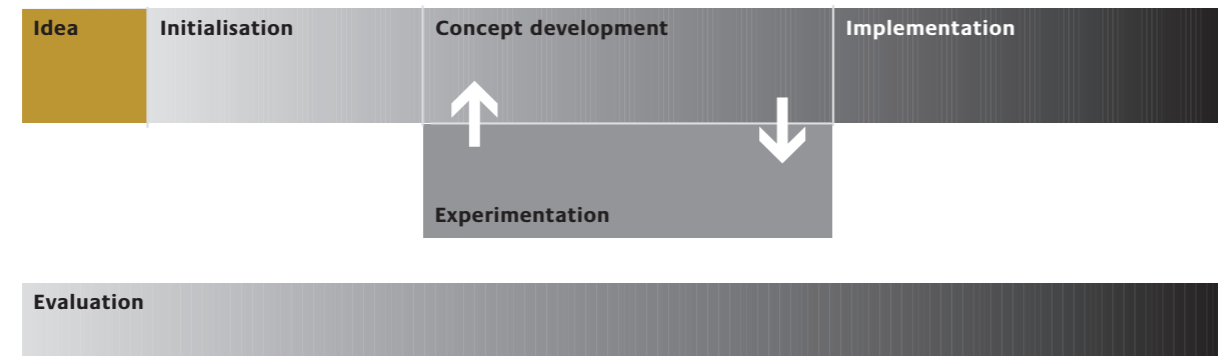 Idea
Initialisation
Concept development
Implementation
Experimentation
Evaluation